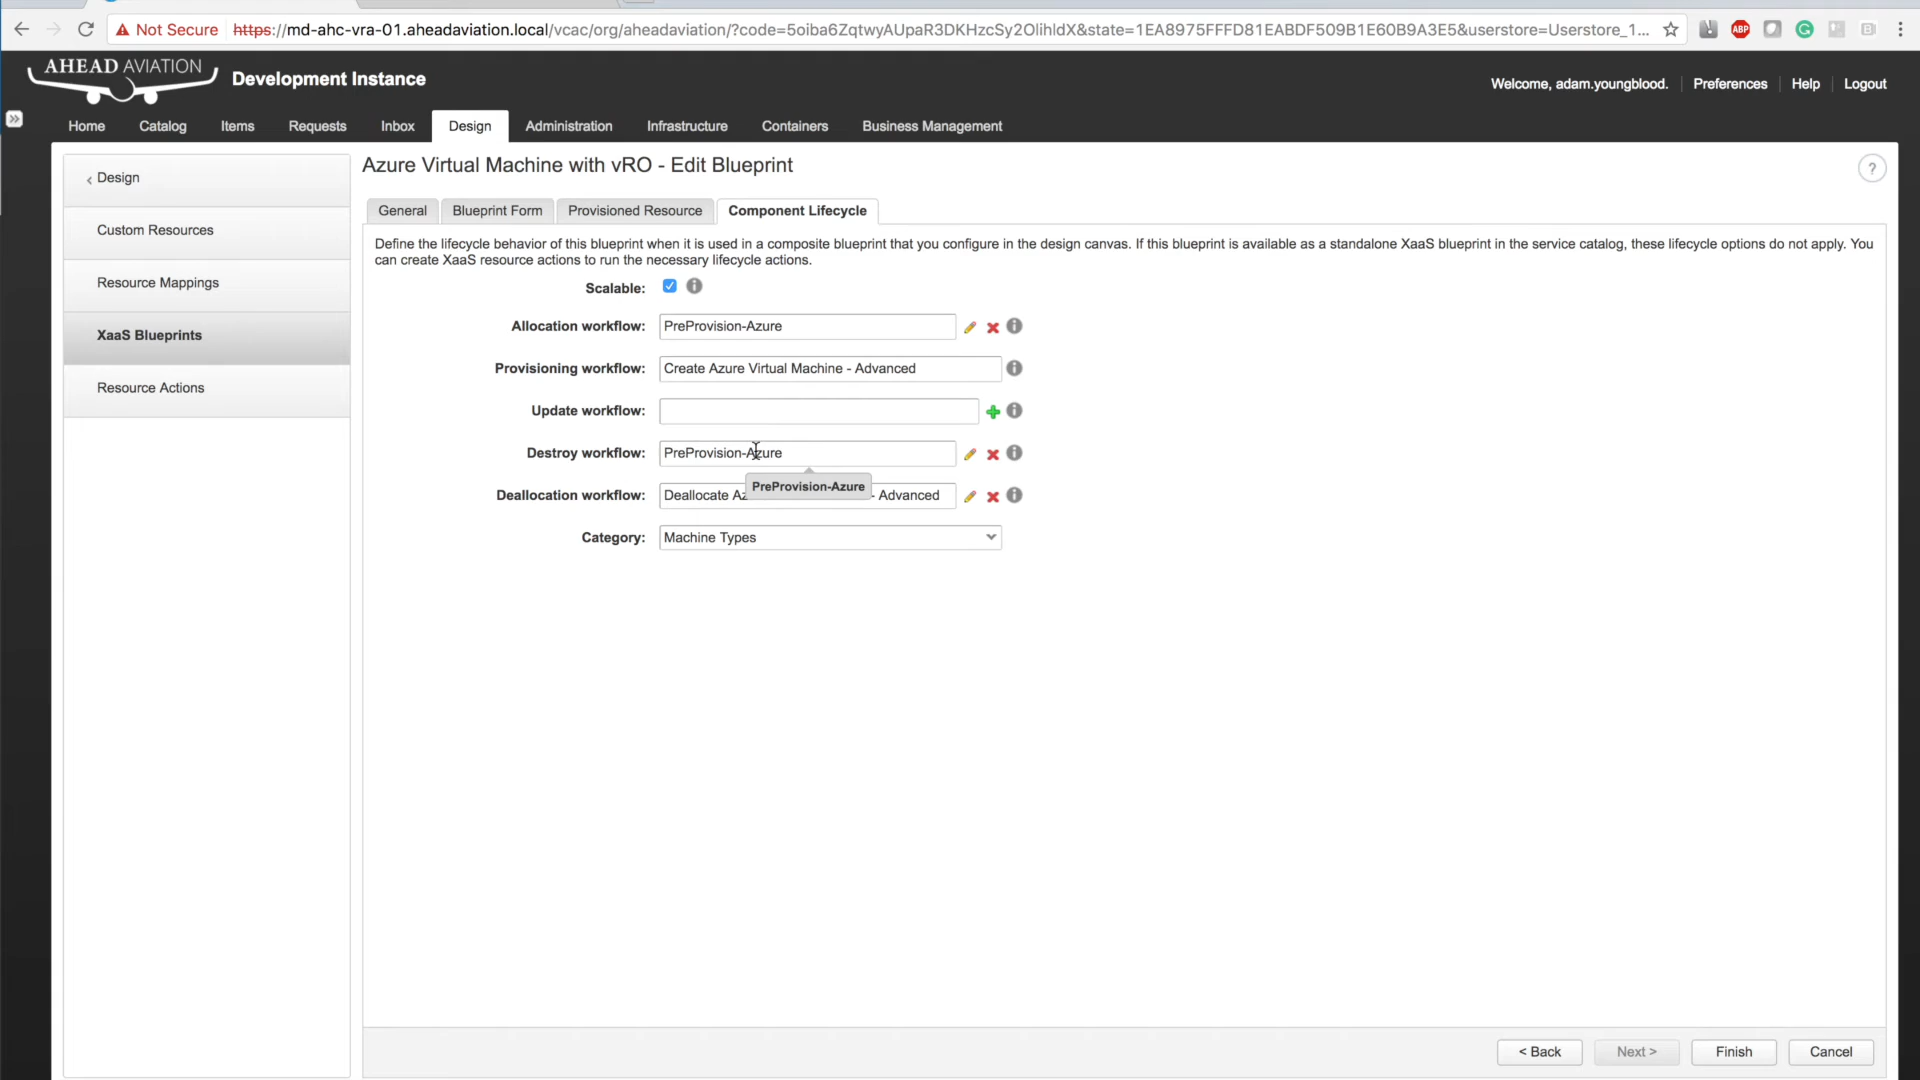 Not Secure https://md-ahc-vra-01.aheadaviation.local/vcac/org/aheadaviation/?code=5oiba6ZqtwyAUpaR3DKHzcSy2OlihldX&state=1EA8975FFFD81EABDF509B1E60B9A3E5&userstore=Userstore_1... ABP
AHEAD AVIATION
Development Instance
Welcome, adam.youngblood. Preferences Help Logout
Home Catalog Items Requests Inbox Design Administration Infrastructure Containers Business Management
Design
Custom Resources
Resource Mappings
XaaS Blueprints
Resource Actions
Azure Virtual Machine with vRO - Edit Blueprint
?
General Blueprint Form Provisioned Resource Component Lifecycle
Define the lifecycle behavior of this blueprint when it is used in a composite blueprint that you configure in the design canvas. If this blueprint is available as a standalone XaaS blueprint in the service catalog, these lifecycle options do not apply. You
can create XaaS resource actions to run the necessary lifecycle actions.
Scalable:
Allocation workflow: PreProvision-Azure
Provisioning workflow: Create Azure Virtual Machine - Advanced
Update workflow:
Destroy workflow: PreProvision-Azure
PreProvision-Azure
Deallocation workflow: Deallocate Az - Advanced
Category: Machine Types
< Back Next > Finish Cancel